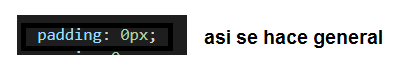 padding: 0px;
asi se hace general